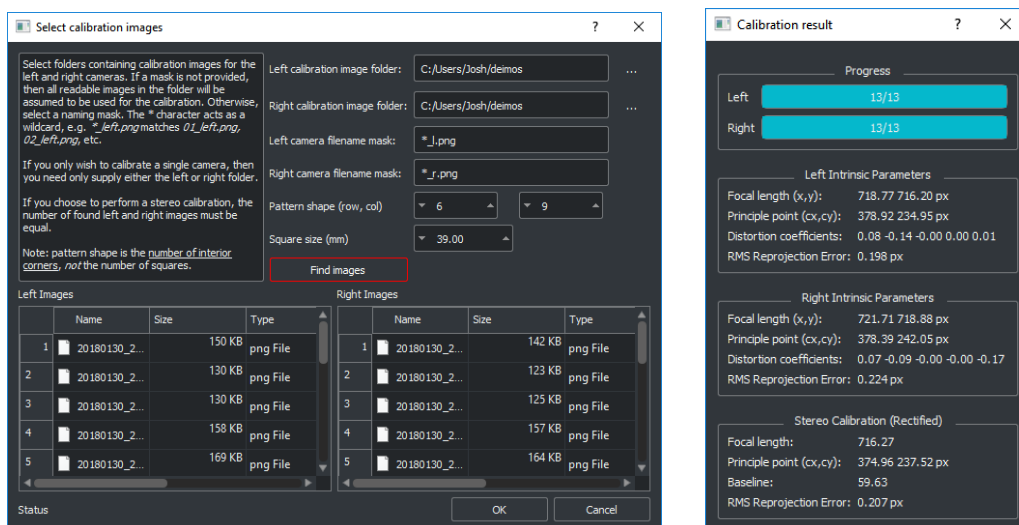 Select calibration images
?
Select folders containing calibration images for the
left and right cameras. If a mask is not provided,
then all readable images in the folder will be
assumed to be used for the calibration. Otherwise,
select a naming mask. The * character acts as a
wildcard, e.g. *_left.png matches 01_left.png,
02_left.png, etc.
If you only wish to calibrate a single camera, then
you need only supply either the left or right folder.
If you choose to perform a stereo calibration, the
number of found left and right images must be
equal.
Note: pattern shape is the number of interior
corners, not the number of squares.
Left calibration image folder: C:/Users/Josh/deimos ...
Right calibration image folder: C:/Users/Josh/deimos ...
Left camera filename mask: *_l.png
Right camera filename mask: *_r.png
Pattern shape (row, col) 6 9
Square size (mm) 39.00
Find images
Left Images
Name Size Type
1 20180130_2... 150 KB png File
2 20180130_2... 130 KB png File
3 20180130_2... 130 KB png File
4 20180130_2... 158 KB png File
5 20180130_2... 169 KB png File
Right Images
Name Size Type
1 20180130_2... 142 KB png File
2 20180130_2... 123 KB png File
3 20180130_2... 125 KB png File
4 20180130_2... 157 KB png File
5 20180130_2... 164 KB png File
Status
OK
Cancel
Calibration result
?
Progress
Left 13/13
Right 13/13
Left Intrinsic Parameters
Focal length (x,y): 718.77 716.20 px
Principle point (cx,cy): 378.92 234.95 px
Distortion coefficients: 0.08 -0.14 -0.00 0.00 0.01
RMS Reprojection Error: 0.198 px
Right Intrinsic Parameters
Focal length (x,y): 721.71 718.88 px
Principle point (cx,cy): 378.39 242.05 px
Distortion coefficients: 0.07 -0.09 -0.00 -0.00 -0.17
RMS Reprojection Error: 0.224 px
Stereo Calibration (Rectified)
Focal length: 716.27
Principle point (cx,cy): 374.96 237.52 px
Baseline: 59.63
RMS Reprojection Error: 0.207 px